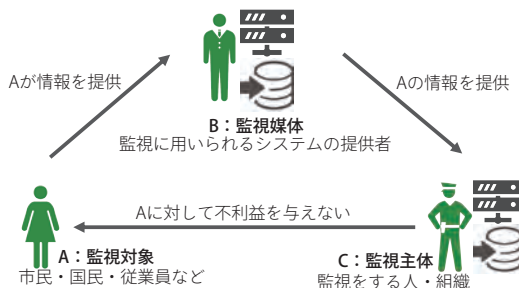 Aが情報を提供
Aの情報を提供
B：監視媒体
監視に用いられるシステムの提供者
Aに対して不利益を与えない
A：監視対象
市民・国民・従業員など
C：監視主体
監視をする人・組織